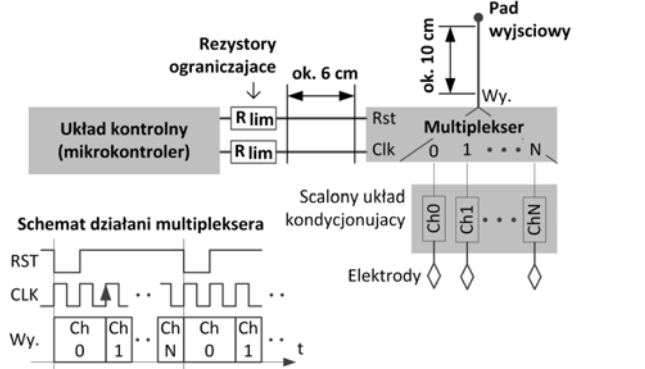 Pad
wyjsciowy
ok. 10 cm
Rezystory
ograniczajace
ok. 6 cm
Wy.
Układ kontrolny
(mikrokontroler)
R lim
R lim
Rst
Clk
Multiplekser
0 1 • • • N
Scalony układ
kondycjonujacy
Ch0 Ch1 • • • ChN
Elektrody
Schemat działani multipleksera
RST
CLK
Wy.
Ch Ch Ch Ch Ch
0 1 N 0 1
t